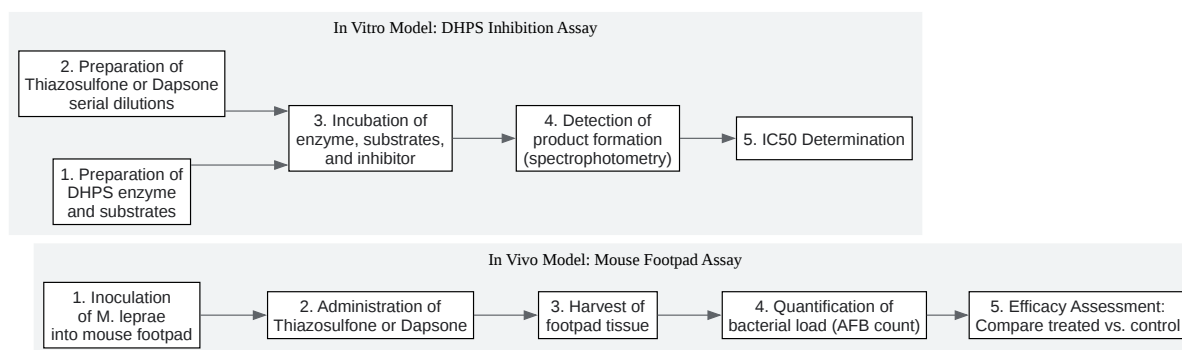 In Vitro Model: DHPS Inhibition Assay
2. Preparation of
Thiazosulfone or Dapsone
serial dilutions
1. Preparation of
DHPS enzyme
and substrates
3. Incubation of
enzyme, substrates,
and inhibitor
4. Detection of
product formation
(spectrophotometry)
5. IC50 Determination
In Vivo Model: Mouse Footpad Assay
1. Inoculation
of M. leprae
into mouse footpad
2. Administration of
Thiazosulfone or Dapsone
3. Harvest of
footpad tissue
4. Quantification of
bacterial load (AFB count)
5. Efficacy Assessment:
Compare treated vs. control